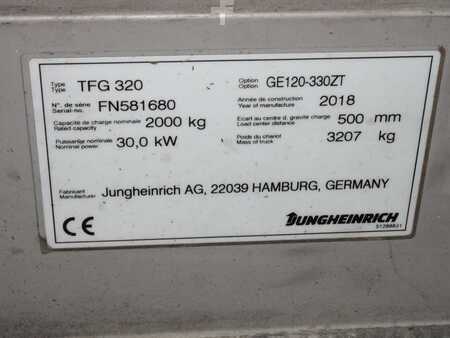 Type
Type TFG 320 Option
Option GE120-330ZT
N°. de série
Serial-no. FN581680 Année de construction
Year of manufacture 2018
Capacité de charge nominale
Rated capacity 2000 kg Ecart au centre d. gravité charge
Load center distance 500 mm
Puissance nominale
Nominal power 30,0 kW Poids du chariot
Mass of truck 3207 kg
Fabricant
Manufacturer Jungheinrich AG, 22039 HAMBURG, GERMANY
CE JUNGHEINRICH